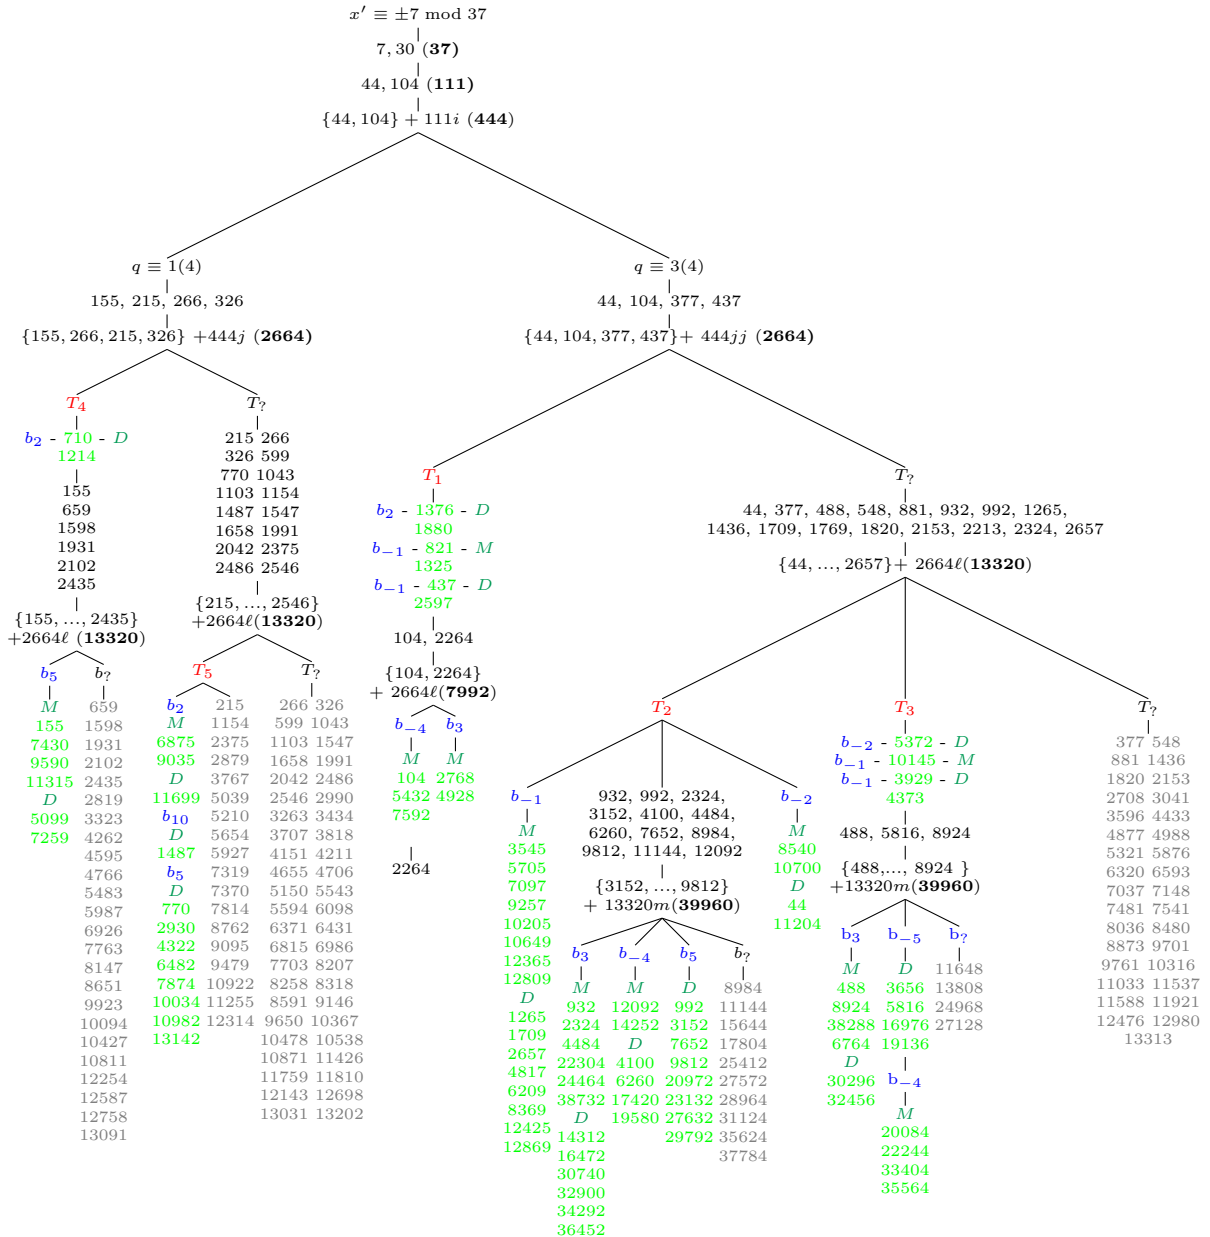 x′ ≡ ±7 mod 37
7, 30 (37)
44, 104 (111)
{44, 104} + 111i (444)
q ≡ 1(4)
155, 215, 266, 326
{155, 266, 215, 326} +444j (2664)
T₄
b₂ - 710 - D
1214
155
659
1598
1931
2102
2435
{155, ..., 2435}
+2664ℓ (13320)
b₅
M
155
7430
9590
11315
D
5099
7259
b?
659
1598
1931
2102
2435
2819
3323
4262
4595
4766
5483
5987
6926
7763
8147
8651
9923
10094
10427
10811
12254
12587
12758
13091
T?
215 266
326 599
770 1043
1103 1154
1487 1547
1658 1991
2042 2375
2486 2546
{215, ..., 2546}
+2664ℓ(13320)
T₅
b₂
M
6875
9035
D
11699
b₁₀
D
1487
b₅
D
770
2930
4322
6482
7874
10034
10982
13142
215
1154
2375
2879
3767
5039
5210
5654
5927
7319
7370
7814
8762
9095
9479
10922
11255
12314
T?
266 326
599 1043
1103 1547
1658 1991
2042 2486
2546 2990
3263 3434
3707 3818
4151 4211
4655 4706
5150 5543
5594 6098
6371 6431
6815 6986
7703 8207
8258 8318
8591 9146
9650 10367
10478 10538
10871 11426
11759 11810
12143 12698
13031 13202
q ≡ 3(4)
44, 104, 377, 437
{44, 104, 377, 437}+ 444jj (2664)
T₁
b₂ - 1376 - D
1880
b₋₁ - 821 - M
1325
b₋₁ - 437 - D
2597
104, 2264
{104, 2264}
+ 2664ℓ(7992)
b₋₄
M
104
5432
7592
b₃
M
2768
4928
2264
T?
44, 377, 488, 548, 881, 932, 992, 1265,
1436, 1709, 1769, 1820, 2153, 2213, 2324, 2657
{44, ..., 2657}+ 2664ℓ(13320)
T₂
b₋₁
M
3545
5705
7097
9257
10205
10649
12365
12809
D
1265
1709
2657
4817
6209
8369
12425
12869
932, 992, 2324,
3152, 4100, 4484,
6260, 7652, 8984,
9812, 11144, 12092
{3152, ..., 9812}
+ 13320m(39960)
b₃
M
932
2324
4484
22304
24464
38732
D
14312
16472
30740
32900
34292
36452
b₋₄
M
12092
14252
D
4100
6260
17420
19580
b₅
D
992
3152
7652
9812
20972
23132
27632
29792
b?
8984
11144
15644
17804
25412
27572
28964
31124
35624
37784
b₋₂
M
8540
10700
D
44
11204
T₃
b₋₂ - 5372 - D
b₋₁ - 10145 - M
b₋₁ - 3929 - D
4373
488, 5816, 8924
{488,..., 8924 }
+13320m(39960)
b₃
M
488
8924
38288
6764
D
30296
32456
b₋₅
D
3656
5816
16976
19136
b₋₄
M
20084
22244
33404
35564
b?
11648
13808
24968
27128
T?
377 548
881 1436
1820 2153
2708 3041
3596 4433
4877 4988
5321 5876
6320 6593
7037 7148
7481 7541
8036 8480
8873 9701
9761 10316
11033 11537
11588 11921
12476 12980
13313